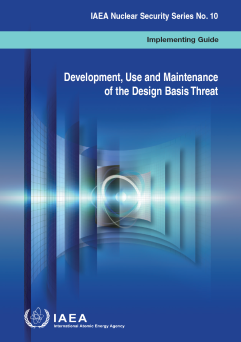 IAEA Nuclear Security Series No. 10
Implementing Guide
Development, Use and Maintenance
of the Design Basis Threat
IAEA
International Atomic Energy Agency